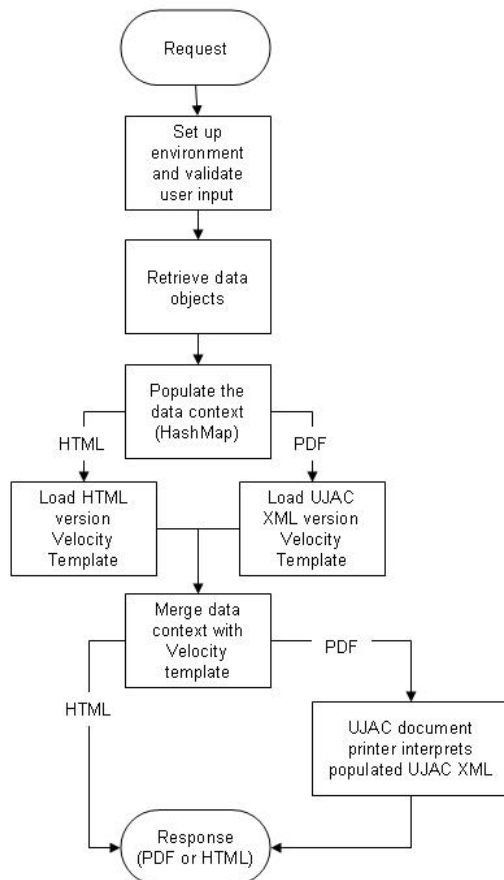 Request
Set up
environment
and validate
user input
Retrieve data
objects
Populate the
data context
(HashMap)
HTML
PDF
Load HTML
version
Velocity
Template
Load UJAC
XML version
Velocity
Template
Merge data
context with
Velocity
template
PDF
HTML
UJAC document
printer interprets
populated UJAC XML
Response
(PDF or HTML)